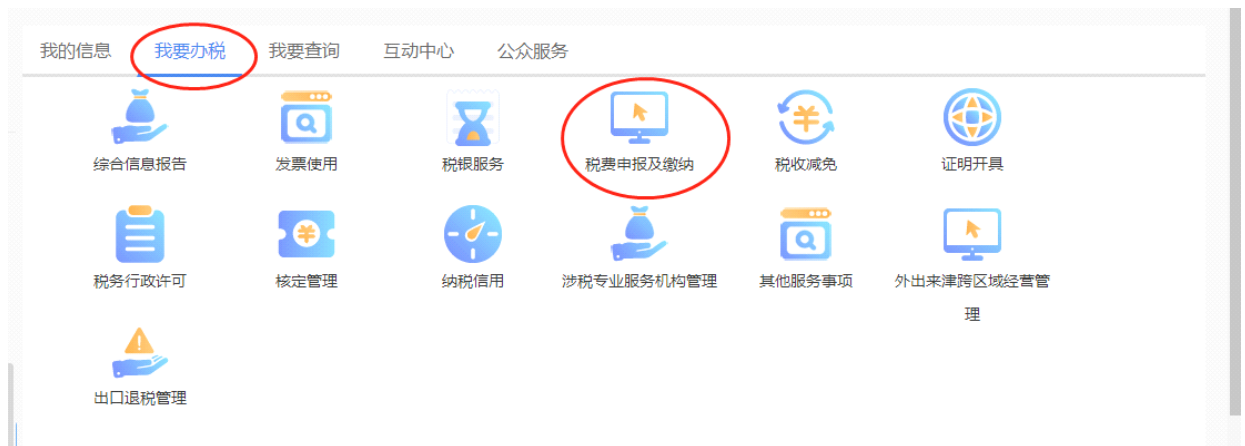 我的信息 我要办税 我要查询 互动中心 公众服务
综合信息报告 发票使用 税银服务 税费申报及缴纳 税收减免 证明开具
税务行政许可 核定管理 纳税信用 涉税专业服务机构管理 其他服务事项 外出来津跨区域经营管
理
出口退税管理